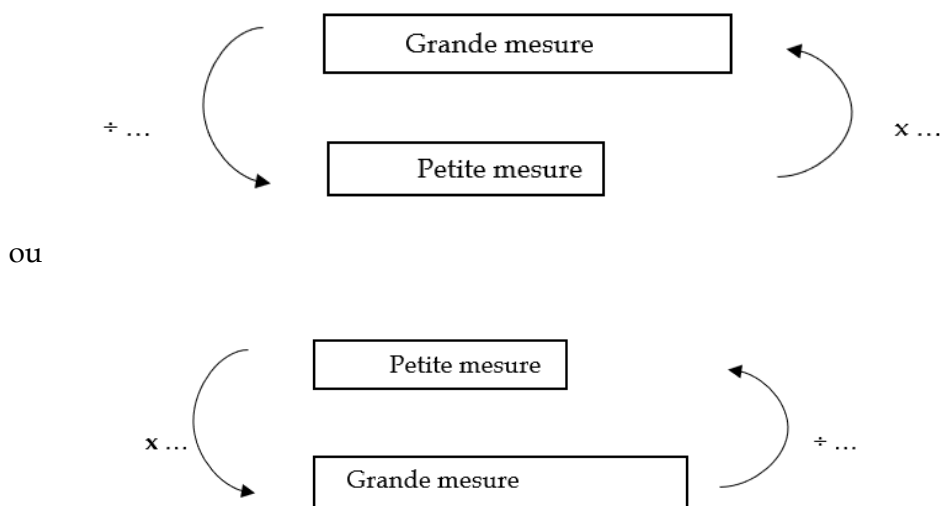 Grande mesure
÷ … x …
Petite mesure
ou
Petite mesure
x … ÷ …
Grande mesure